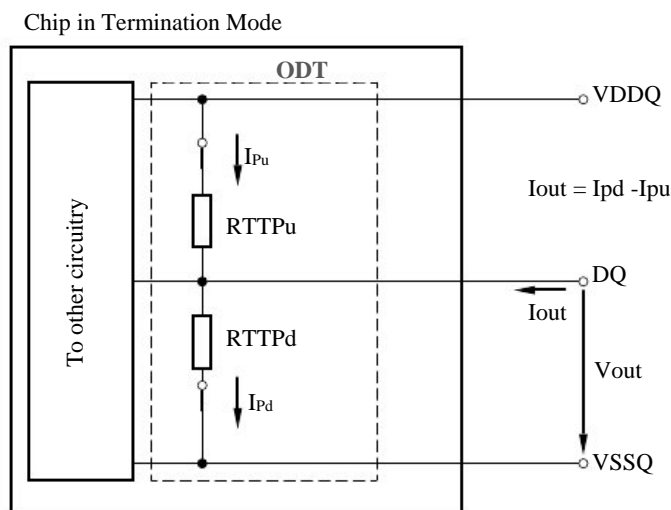 Chip in Termination Mode
ODT
VDDQ
IPu
Iout = Ipd -Ipu
RTTPu
To other circuitry
DQ
Iout
RTTPd
Vout
IPd
VSSQ